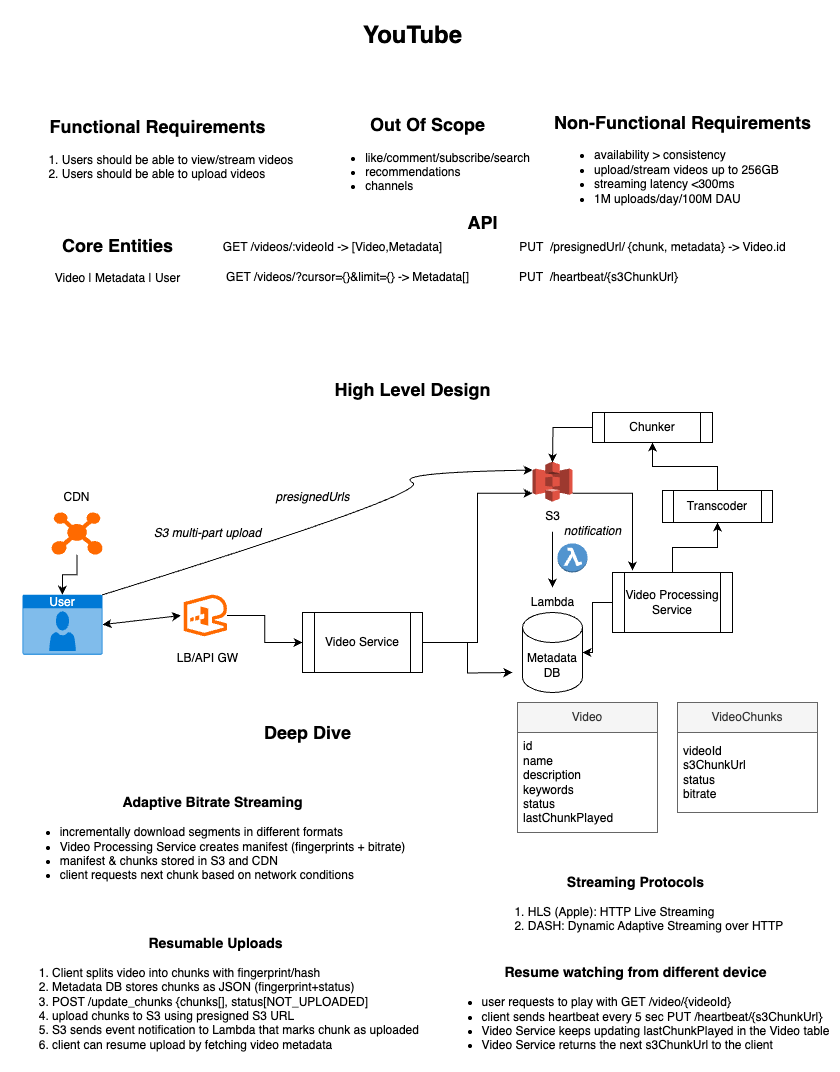 YouTube
Functional Requirements
1. Users should be able to view/stream videos
2. Users should be able to upload videos
Out Of Scope
• like/comment/subscribe/search
• recommendations
• channels
Non-Functional Requirements
• availability > consistency
• upload/stream videos up to 256GB
• streaming latency <300ms
• 1M uploads/day/100M DAU
Core Entities
Video | Metadata | User
API
GET /videos/:videoId -> [Video,Metadata]
GET /videos/?cursor={}&limit={} -> Metadata[]
PUT /presignedUrl/ {chunk, metadata} -> Video.id
PUT /heartbeat/{s3ChunkUrl}
High Level Design
CDN
User
S3 multi-part upload
presignedUrls
LB/API GW
Video Service
S3
notification
Lambda
Metadata
DB
Chunker
Transcoder
Video Processing
Service
Video
id
name
description
keywords
status
lastChunkPlayed
VideoChunks
videoId
s3ChunkUrl
status
bitrate
Deep Dive
Adaptive Bitrate Streaming
• incrementally download segments in different formats
• Video Processing Service creates manifest (fingerprints + bitrate)
• manifest & chunks stored in S3 and CDN
• client requests next chunk based on network conditions
Streaming Protocols
1. HLS (Apple): HTTP Live Streaming
2. DASH: Dynamic Adaptive Streaming over HTTP
Resumable Uploads
1. Client splits video into chunks with fingerprint/hash
2. Metadata DB stores chunks as JSON (fingerprint+status)
3. POST /update_chunks {chunks[], status[NOT_UPLOADED]
4. upload chunks to S3 using presigned S3 URL
5. S3 sends event notification to Lambda that marks chunk as uploaded
6. client can resume upload by fetching video metadata
Resume watching from different device
• user requests to play with GET /video/{videoId}
• client sends heartbeat every 5 sec PUT /heartbeat/{s3ChunkUrl}
• Video Service keeps updating lastChunkPlayed in the Video table
• Video Service returns the next s3ChunkUrl to the client